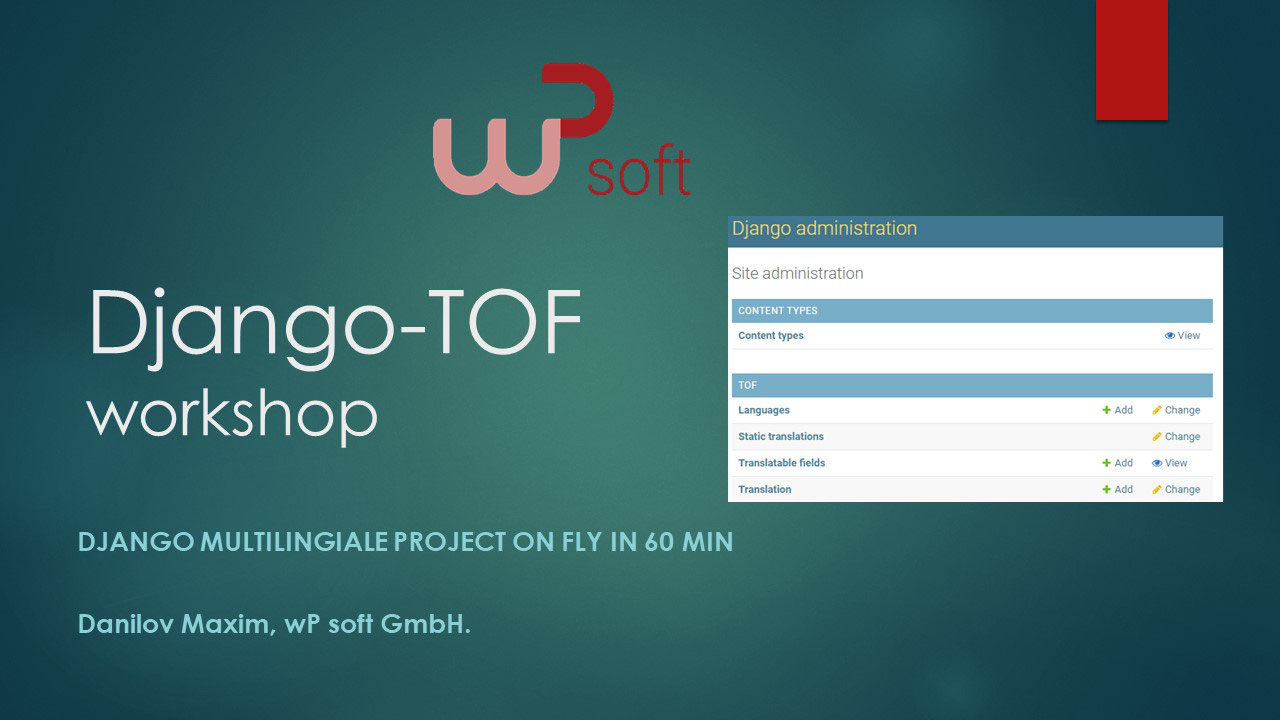 wP
soft
Django-TOF
workshop
DJANGO MULTILINGIALE PROJECT ON FLY IN 60 MIN
Danilov Maxim, wP soft GmbH.
Django administration
Site administration
CONTENT TYPES
Content types View
TOF
Languages Add Change
Static translations Change
Translatable fields Add View
Translation Add Change